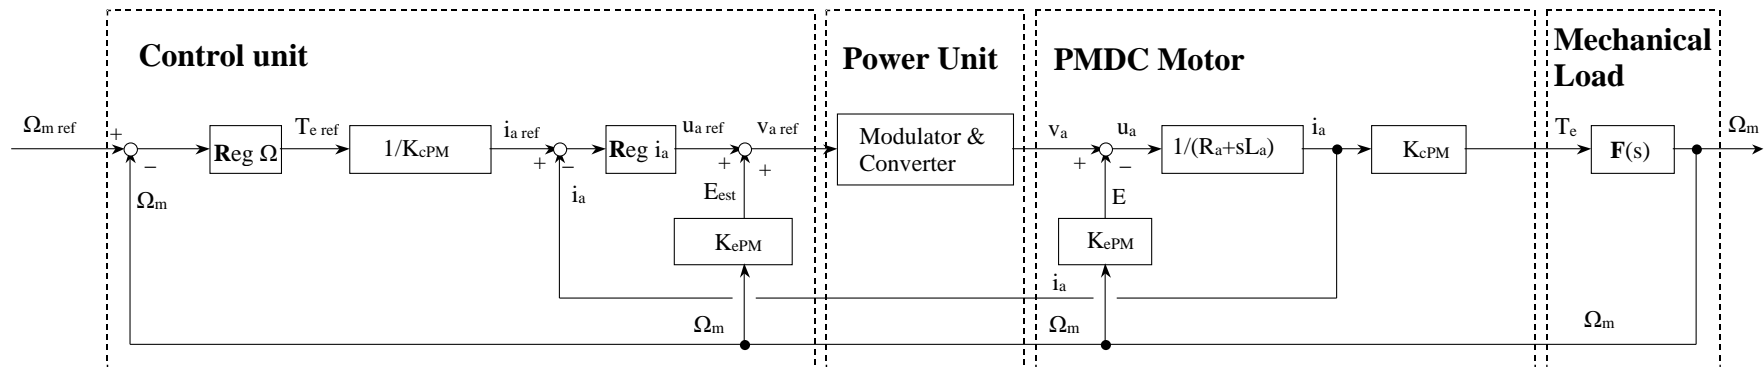 Control unit
Power Unit
PMDC Motor
Mechanical
Load
Ωm ref
+
−
Reg Ω
Te ref
1/KcPM
ia ref
+
−
Reg ia
ua ref
+
+
va ref
Modulator &
Converter
va
+
−
ua
1/(Ra+sLa)
ia
KcPM
Te
F(s)
Ωm
Ωm
ia
Eest
KePM
E
KePM
ia
Ωm
Ωm
Ωm